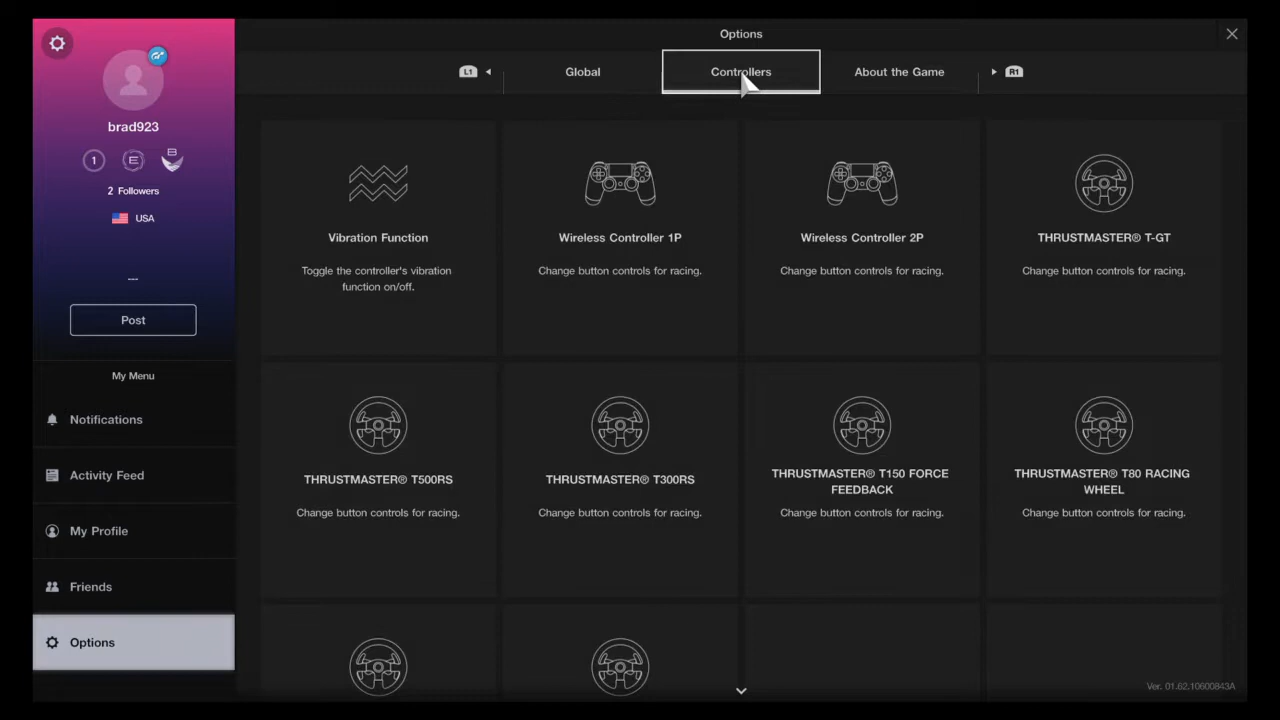 Options
L1
Global
Controllers
About the Game
R1
brad923
1
E
B
2 Followers
USA
---
Post
My Menu
Notifications
Activity Feed
My Profile
Friends
Options
Vibration Function
Toggle the controller's vibration
function on/off.
Wireless Controller 1P
Change button controls for racing.
Wireless Controller 2P
Change button controls for racing.
THRUSTMASTER® T-GT
Change button controls for racing.
THRUSTMASTER® T500RS
Change button controls for racing.
THRUSTMASTER® T300RS
Change button controls for racing.
THRUSTMASTER® T150 FORCE
FEEDBACK
Change button controls for racing.
THRUSTMASTER® T80 RACING
WHEEL
Change button controls for racing.
Ver. 01.62.10600843A